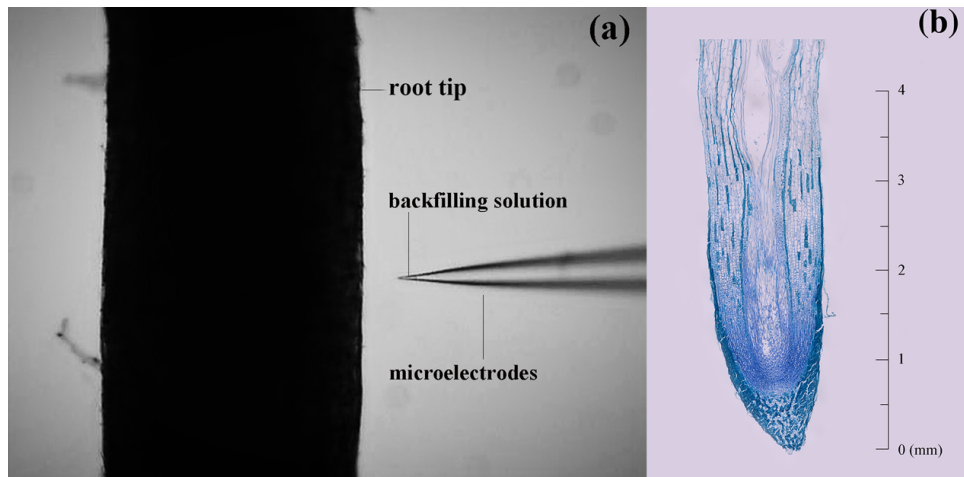 (a)
root tip
backfilling solution
microelectrodes
(b)
4
3
2
1
0 (mm)